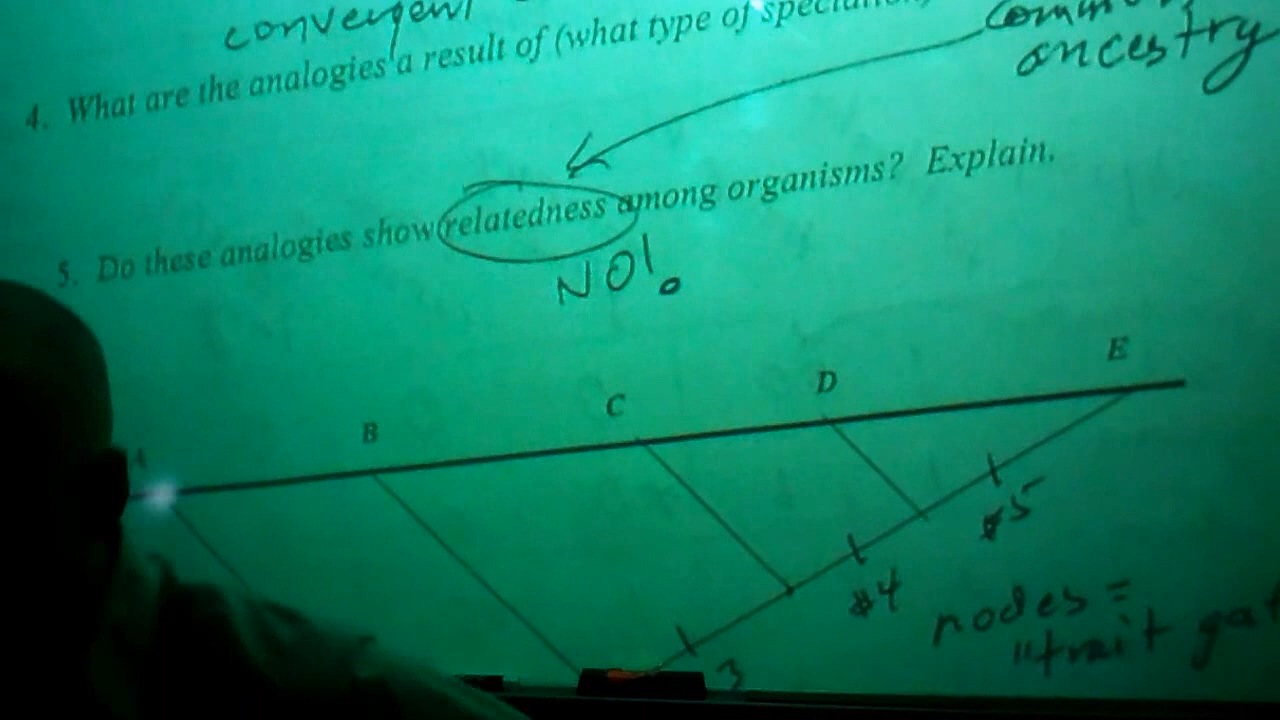 convergent
4. What are the analogies a result of (what type of speciation)
ancestry
5. Do these analogies show relatedness among organisms? Explain.
NO!
E
D
C
B
A
#5
#4
nodes =
"trait
3